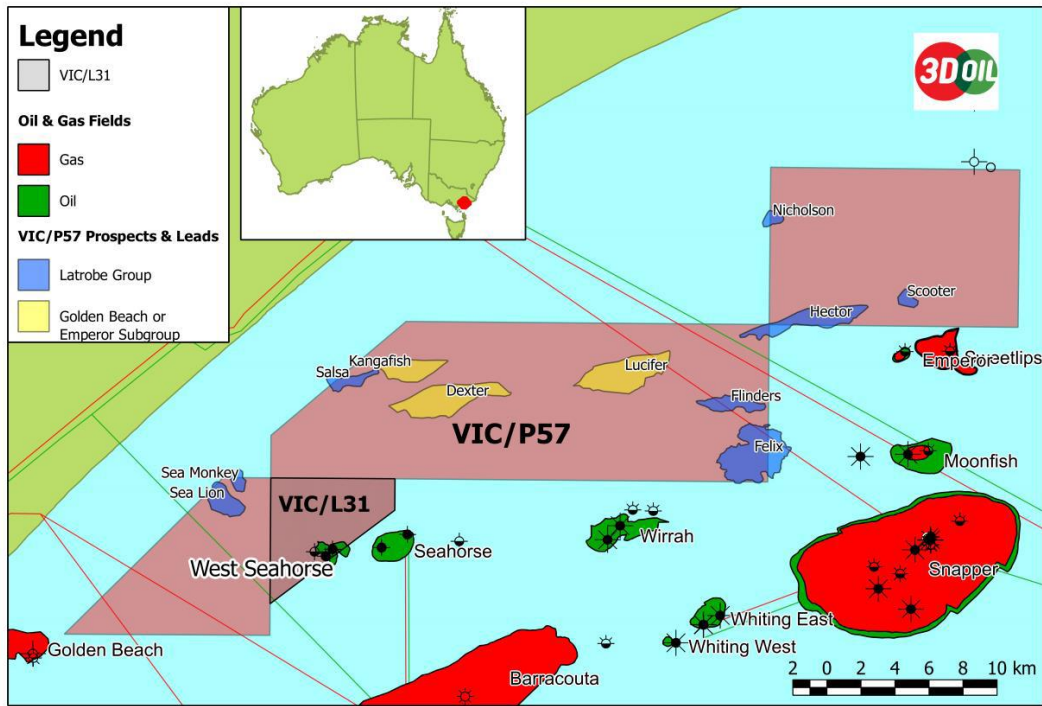 Legend
VIC/L31
Oil & Gas Fields
Gas
Oil
VIC/P57 Prospects & Leads
Latrobe Group
Golden Beach or
Emperor Subgroup
3D OIL
Nicholson
Scooter
Hector
Emperor
Sweetlips
Kangafish
Salsa
Lucifer
Dexter
Flinders
VIC/P57
Felix
Moonfish
Sea Monkey
Sea Lion
VIC/L31
Seahorse
Wirrah
West Seahorse
Snapper
Whiting East
Whiting West
Golden Beach
Barracouta
2 0 2 4 6 8 10 km